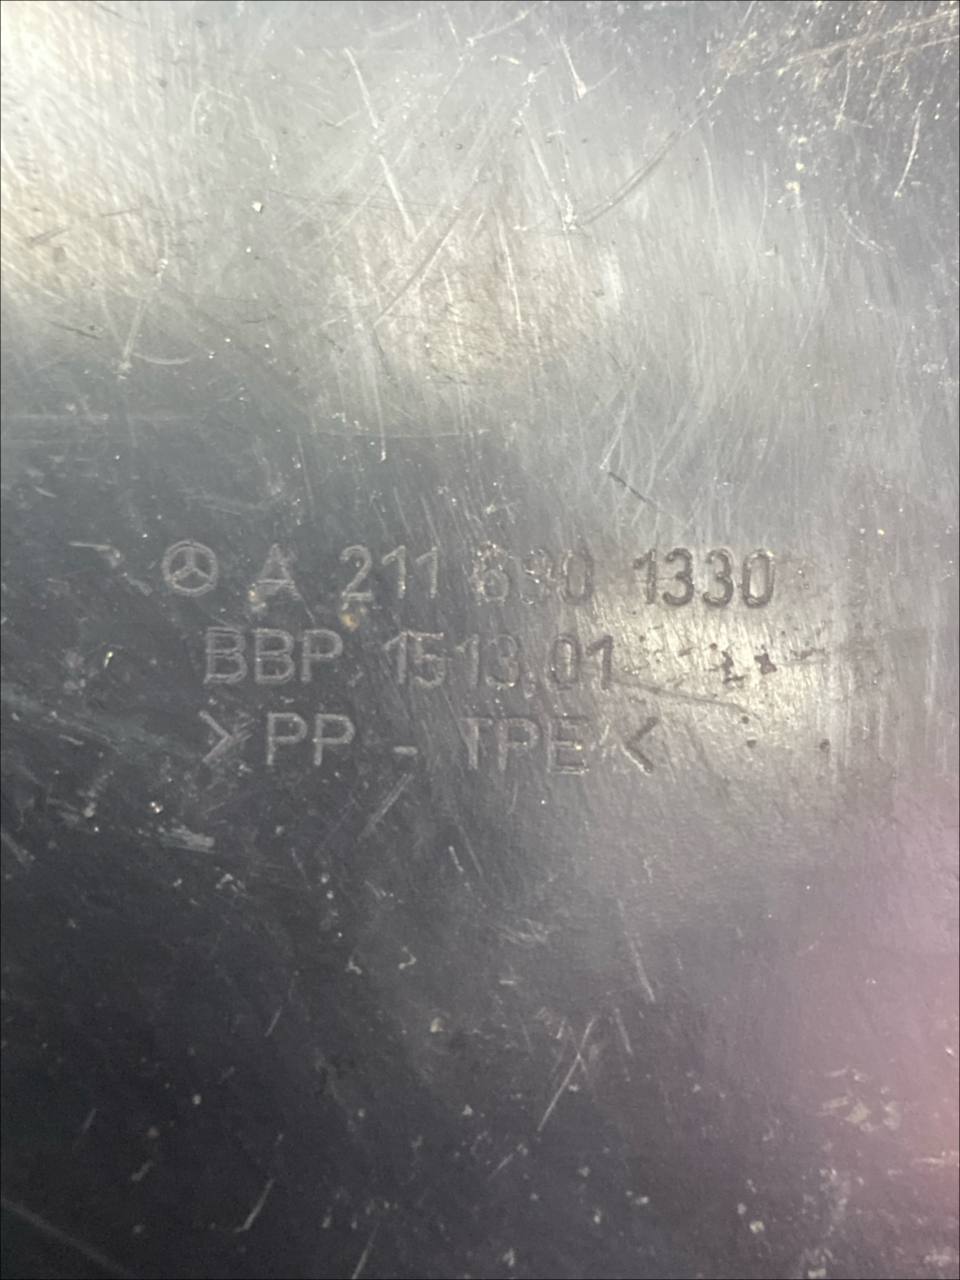 A 211 690 1330
BBP 1513.01
>PP - TPE<